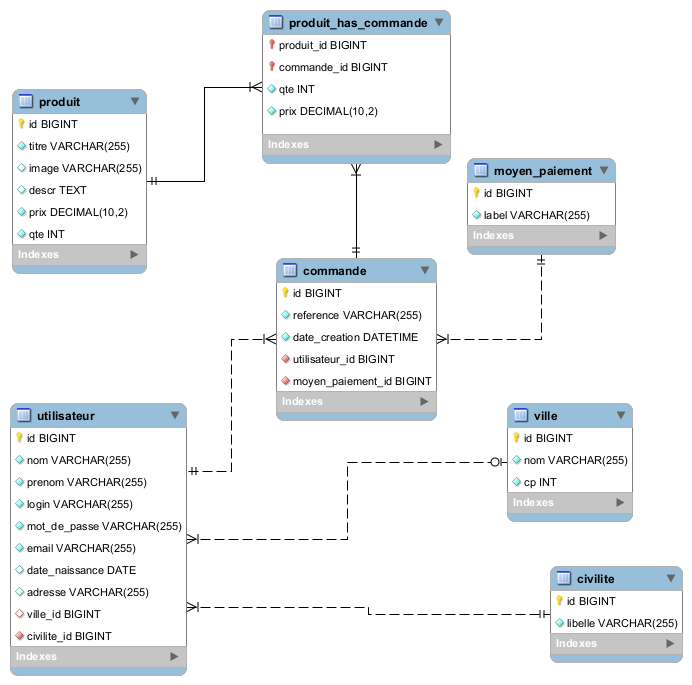 produit_has_commande
produit_id BIGINT
commande_id BIGINT
qte INT
prix DECIMAL(10,2)
Indexes
produit
id BIGINT
titre VARCHAR(255)
image VARCHAR(255)
descr TEXT
prix DECIMAL(10,2)
qte INT
Indexes
moyen_paiement
id BIGINT
label VARCHAR(255)
Indexes
commande
id BIGINT
reference VARCHAR(255)
date_creation DATETIME
utilisateur_id BIGINT
moyen_paiement_id BIGINT
Indexes
utilisateur
id BIGINT
nom VARCHAR(255)
prenom VARCHAR(255)
login VARCHAR(255)
mot_de_passe VARCHAR(255)
email VARCHAR(255)
date_naissance DATE
adresse VARCHAR(255)
ville_id BIGINT
civilite_id BIGINT
Indexes
ville
id BIGINT
nom VARCHAR(255)
cp INT
Indexes
civilite
id BIGINT
libelle VARCHAR(255)
Indexes